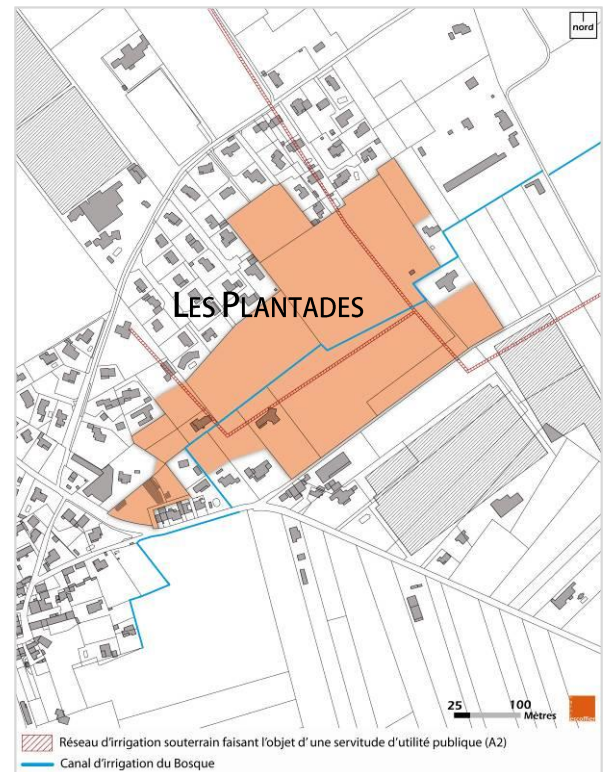 nord
LES PLANTADES
25 100
Mètres
Réseau d'irrigation souterrain faisant l'objet d'une servitude d'utilité publique (A2)
Canal d'irrigation du Bosque